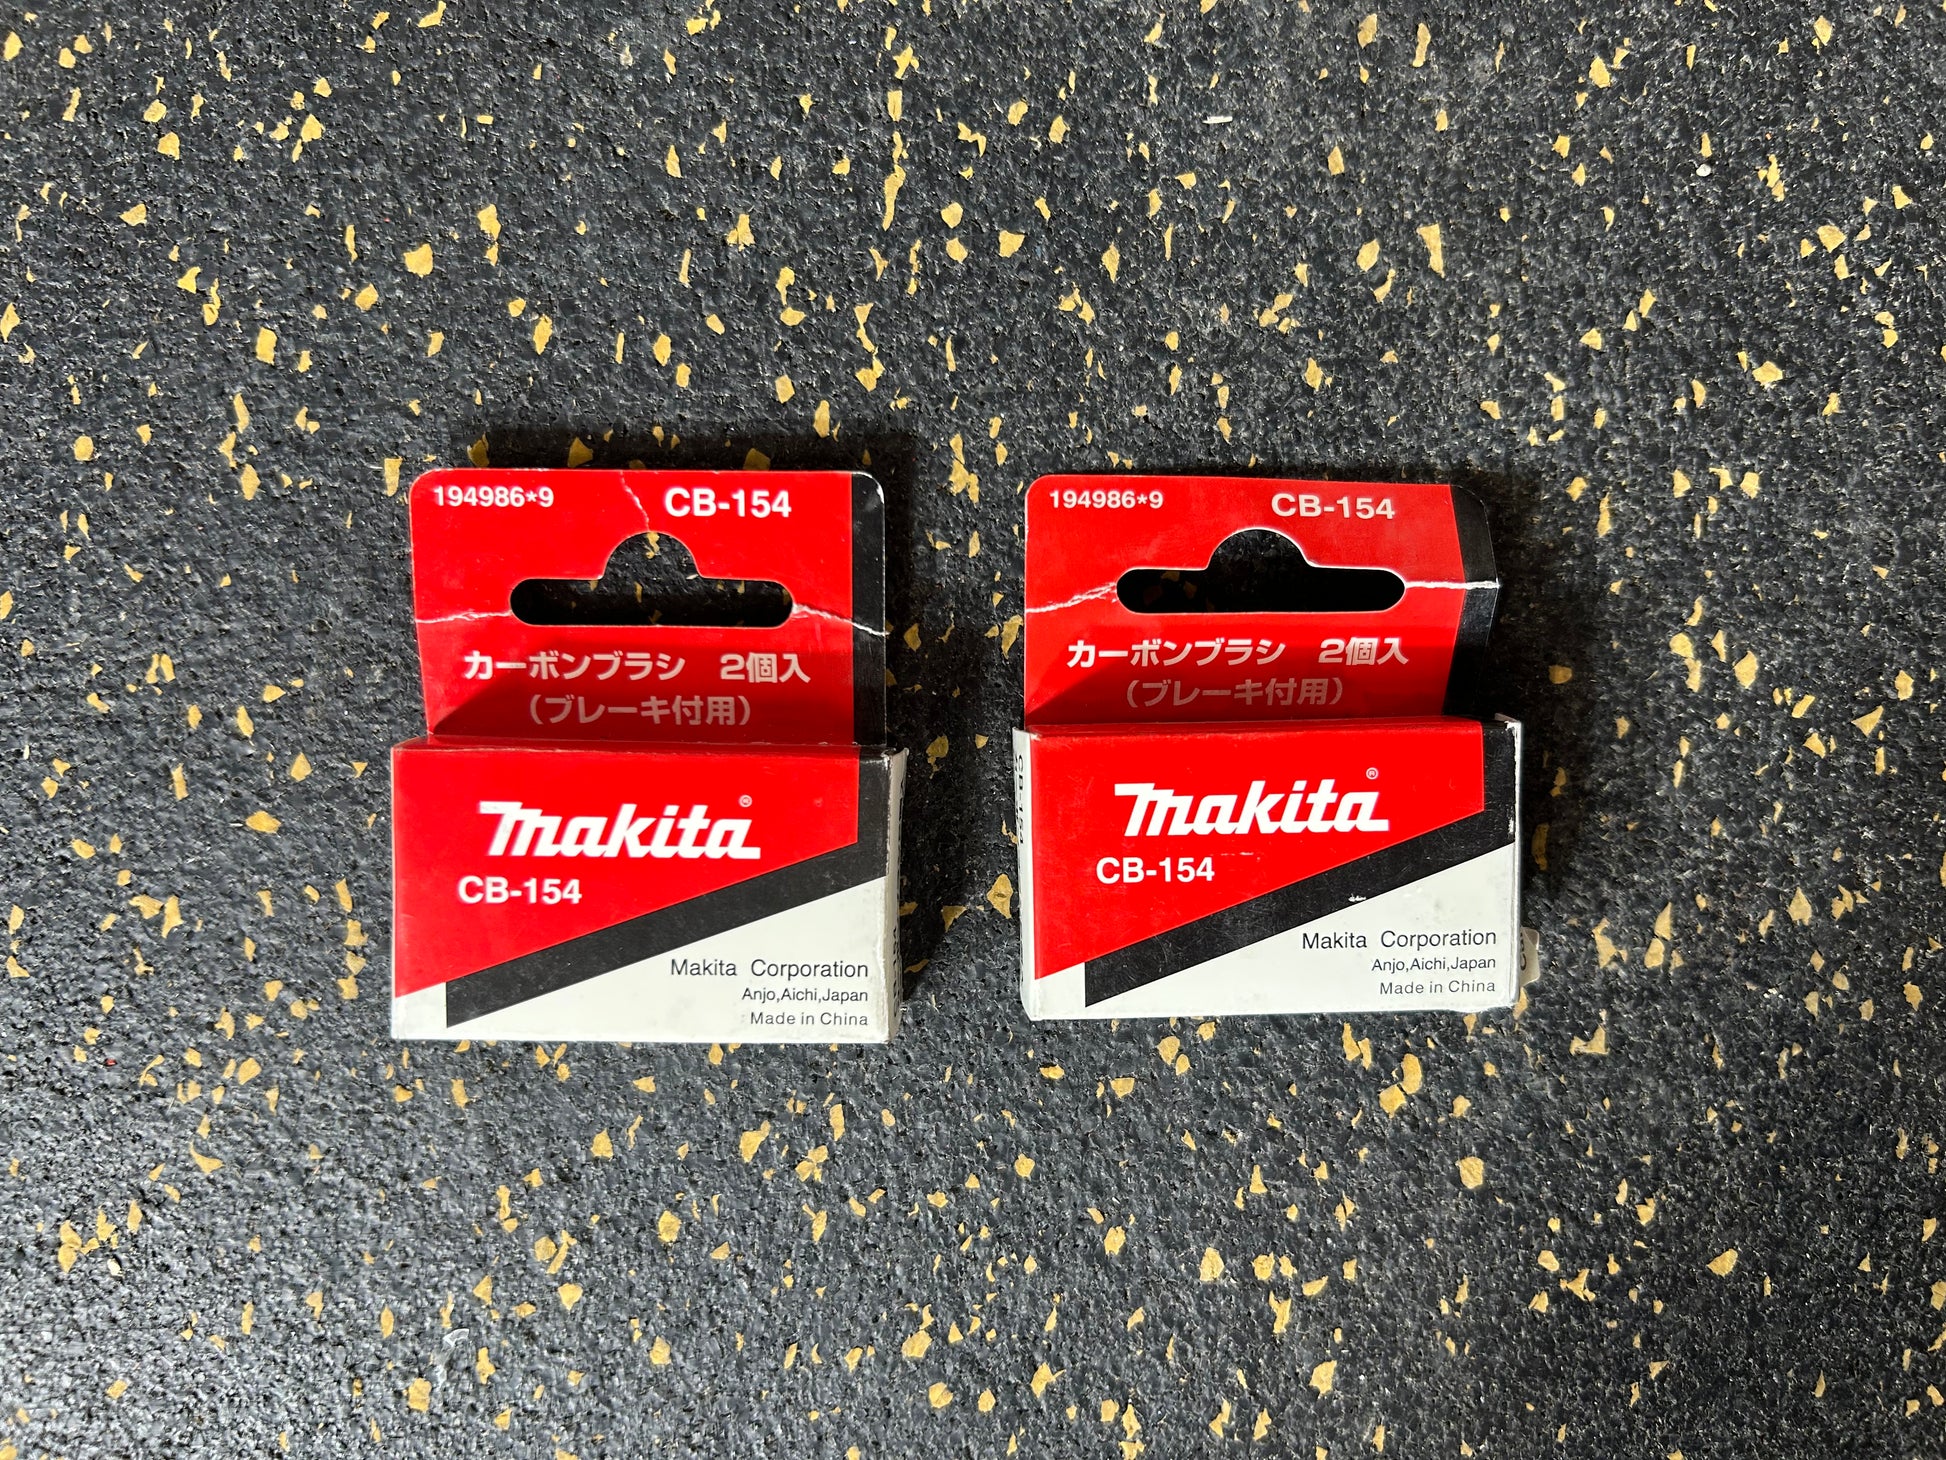 194986*9 CB-154
カーボンブラシ 2個入
(ブレーキ付用)
makita®
CB-154
Makita Corporation
Anjo,Aichi,Japan
Made in China
194986*9 CB-154
カーボンブラシ 2個入
(ブレーキ付用)
makita®
CB-154
Makita Corporation
Anjo,Aichi,Japan
Made in China